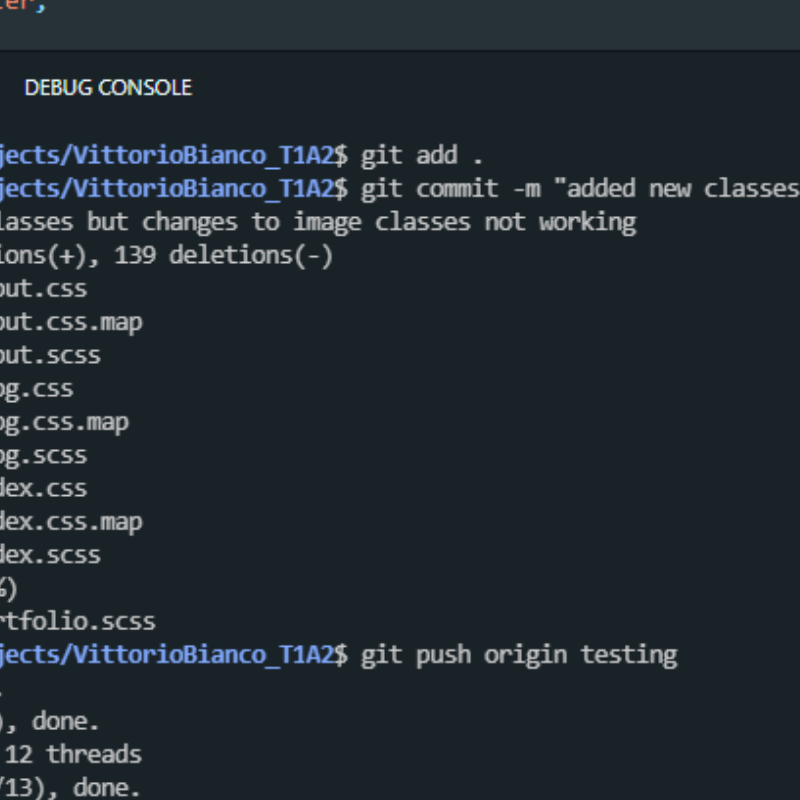 DEBUG CONSOLE
jects/VittorioBianco_T1A2$ git add .
jects/VittorioBianco_T1A2$ git commit -m "added new classes
lasses but changes to image classes not working
ions(+), 139 deletions(-)
out.css
out.css.map
out.scss
og.css
og.css.map
og.scss
dex.css
dex.css.map
dex.scss
%)
rtfolio.scss
jects/VittorioBianco_T1A2$ git push origin testing
), done.
12 threads
/13), done.